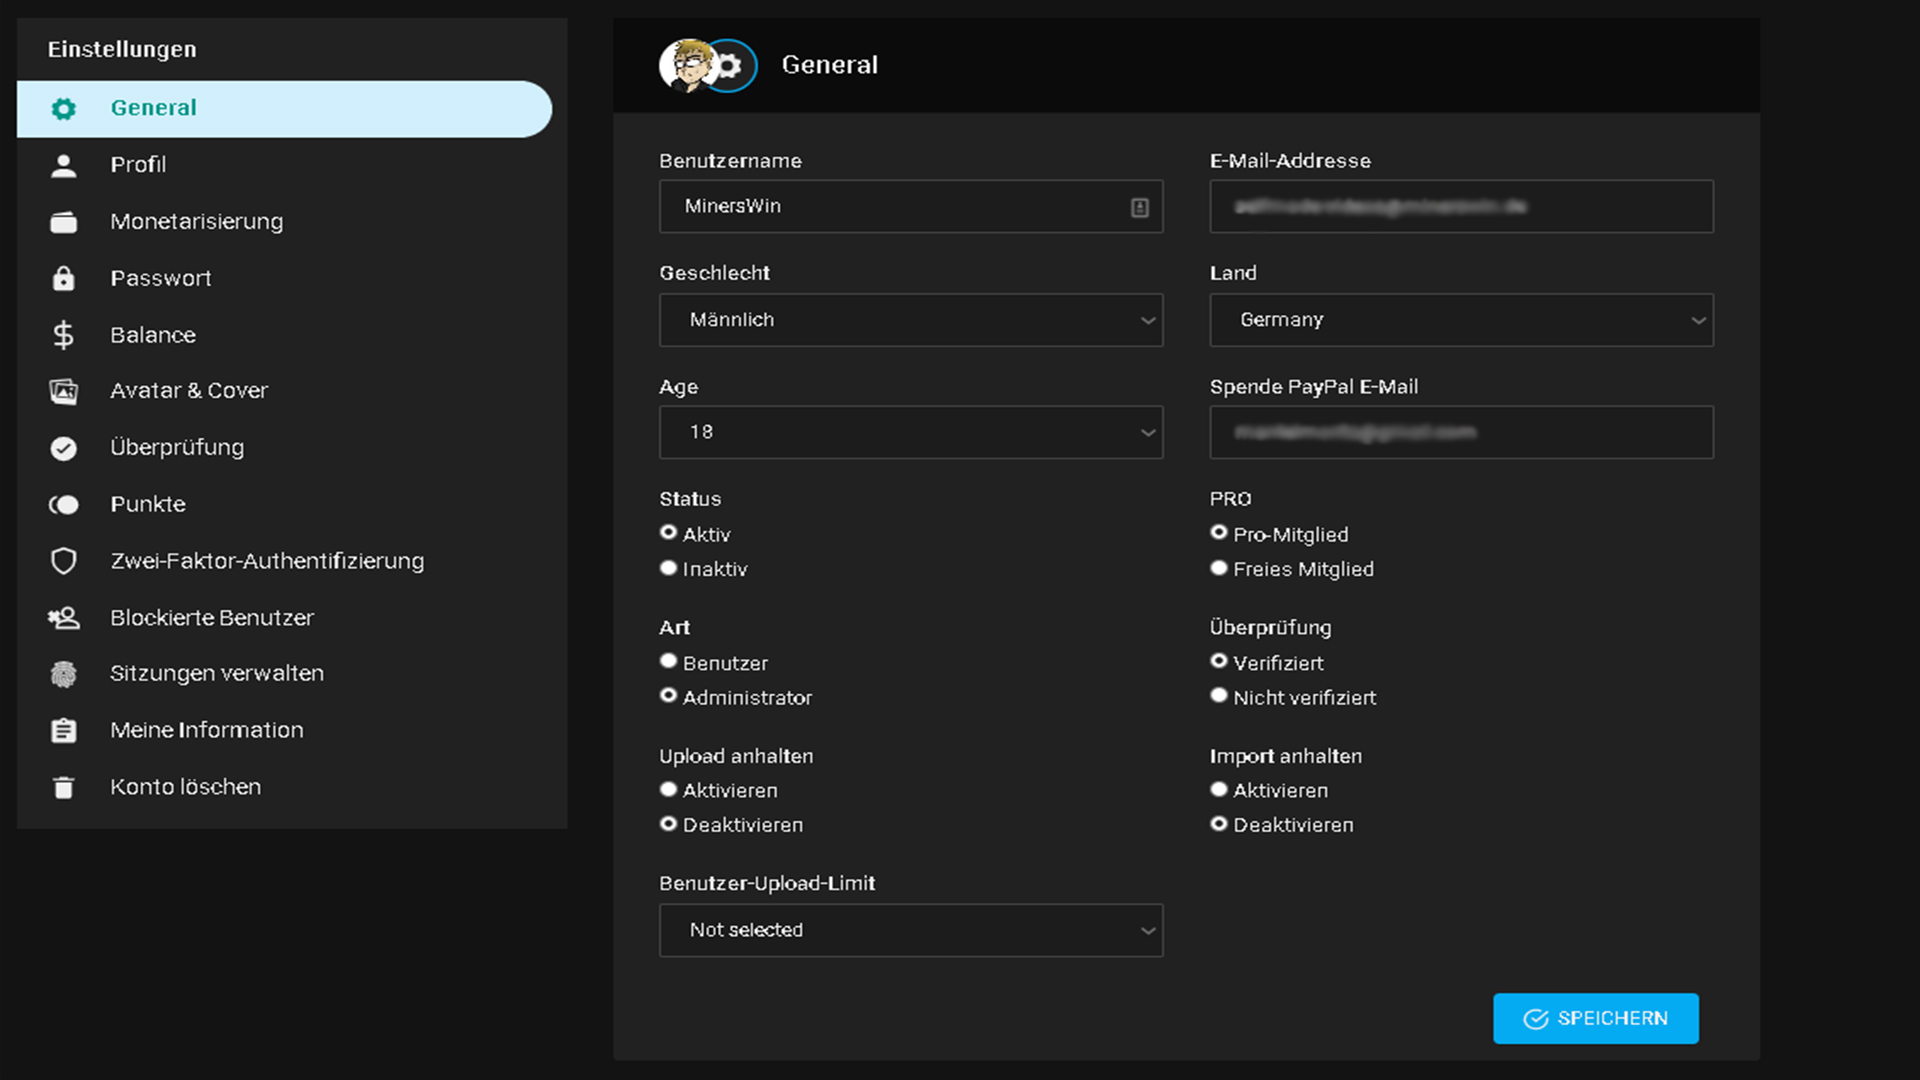 Einstellungen
General
Profil
Monetarisierung
Passwort
Balance
Avatar & Cover
Überprüfung
Punkte
Zwei-Faktor-Authentifizierung
Blockierte Benutzer
Sitzungen verwalten
Meine Information
Konto löschen
General
Benutzername
MinersWin
E-Mail-Addresse
Geschlecht
Männlich
Land
Germany
Age
18
Spende PayPal E-Mail
Status
Aktiv
Inaktiv
PRO
Pro-Mitglied
Freies Mitglied
Art
Benutzer
Administrator
Überprüfung
Verifiziert
Nicht verifiziert
Upload anhalten
Aktivieren
Deaktivieren
Import anhalten
Aktivieren
Deaktivieren
Benutzer-Upload-Limit
Not selected
SPEICHERN